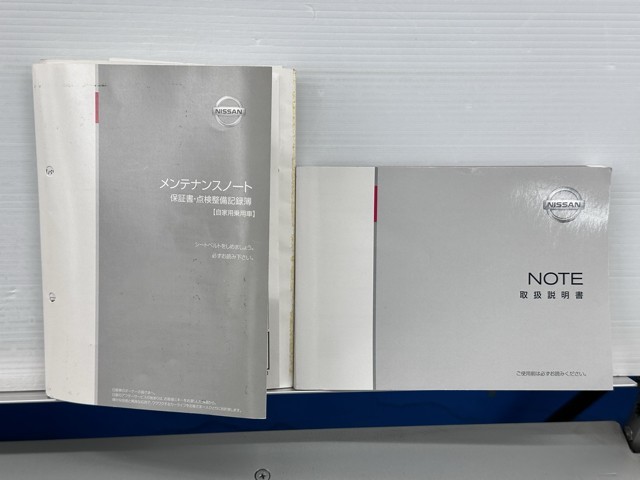 NISSAN
メンテナンスノート
保証書・点検整備記録簿
【自家用乗用車】
シートベルトをしめましょう。
必ずお読み下さい。
NISSAN
NOTE
取扱説明書
ご使用前は必ずお読みください。